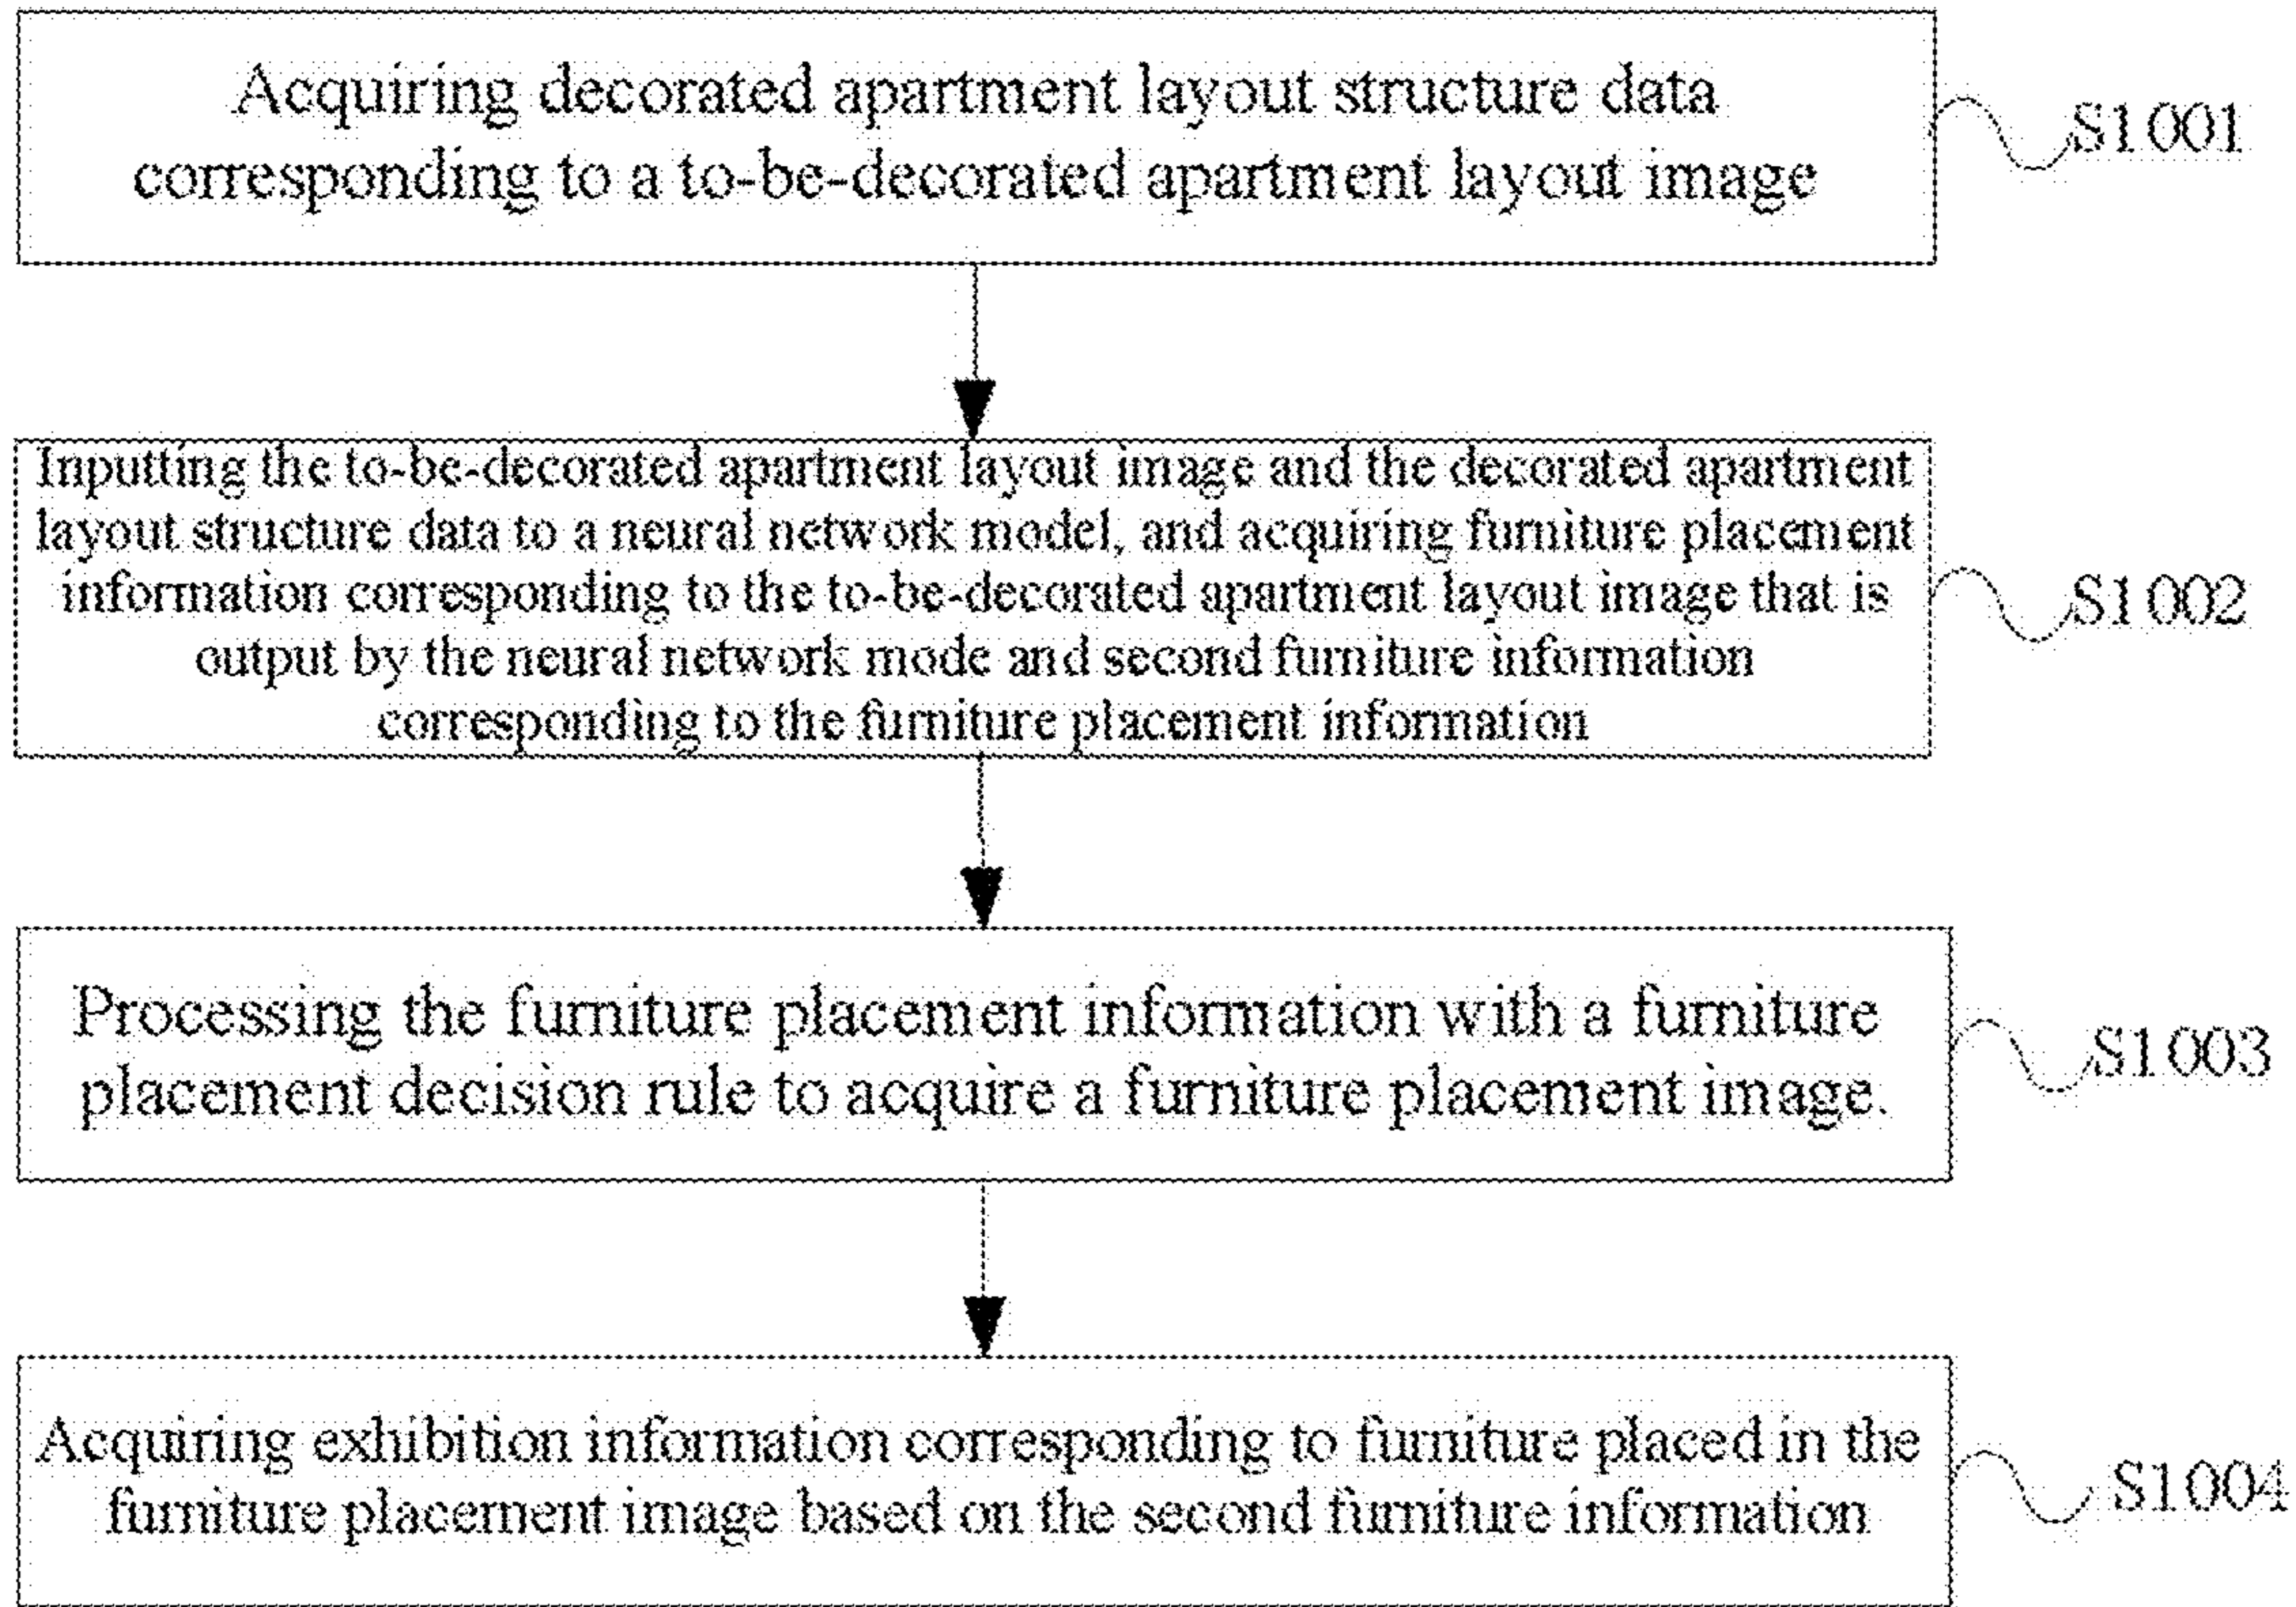 Acquiring decorated apartment layout structure data
corresponding to a to-be-decorated apartment layout image
S1001
Inputting the to-be-decorated apartment layout image and the decorated apartment
layout structure data to a neural network model, and acquiring furniture placement
information corresponding to the to-be-decorated apartment layout image that is
output by the neural network mode and second furniture information
corresponding to the furniture placement information
S1002
Processing the furniture placement information with a furniture
placement decision rule to acquire a furniture placement image.
S1003
Acquiring exhibition information corresponding to furniture placed in the
furniture placement image based on the second furniture information
S1004